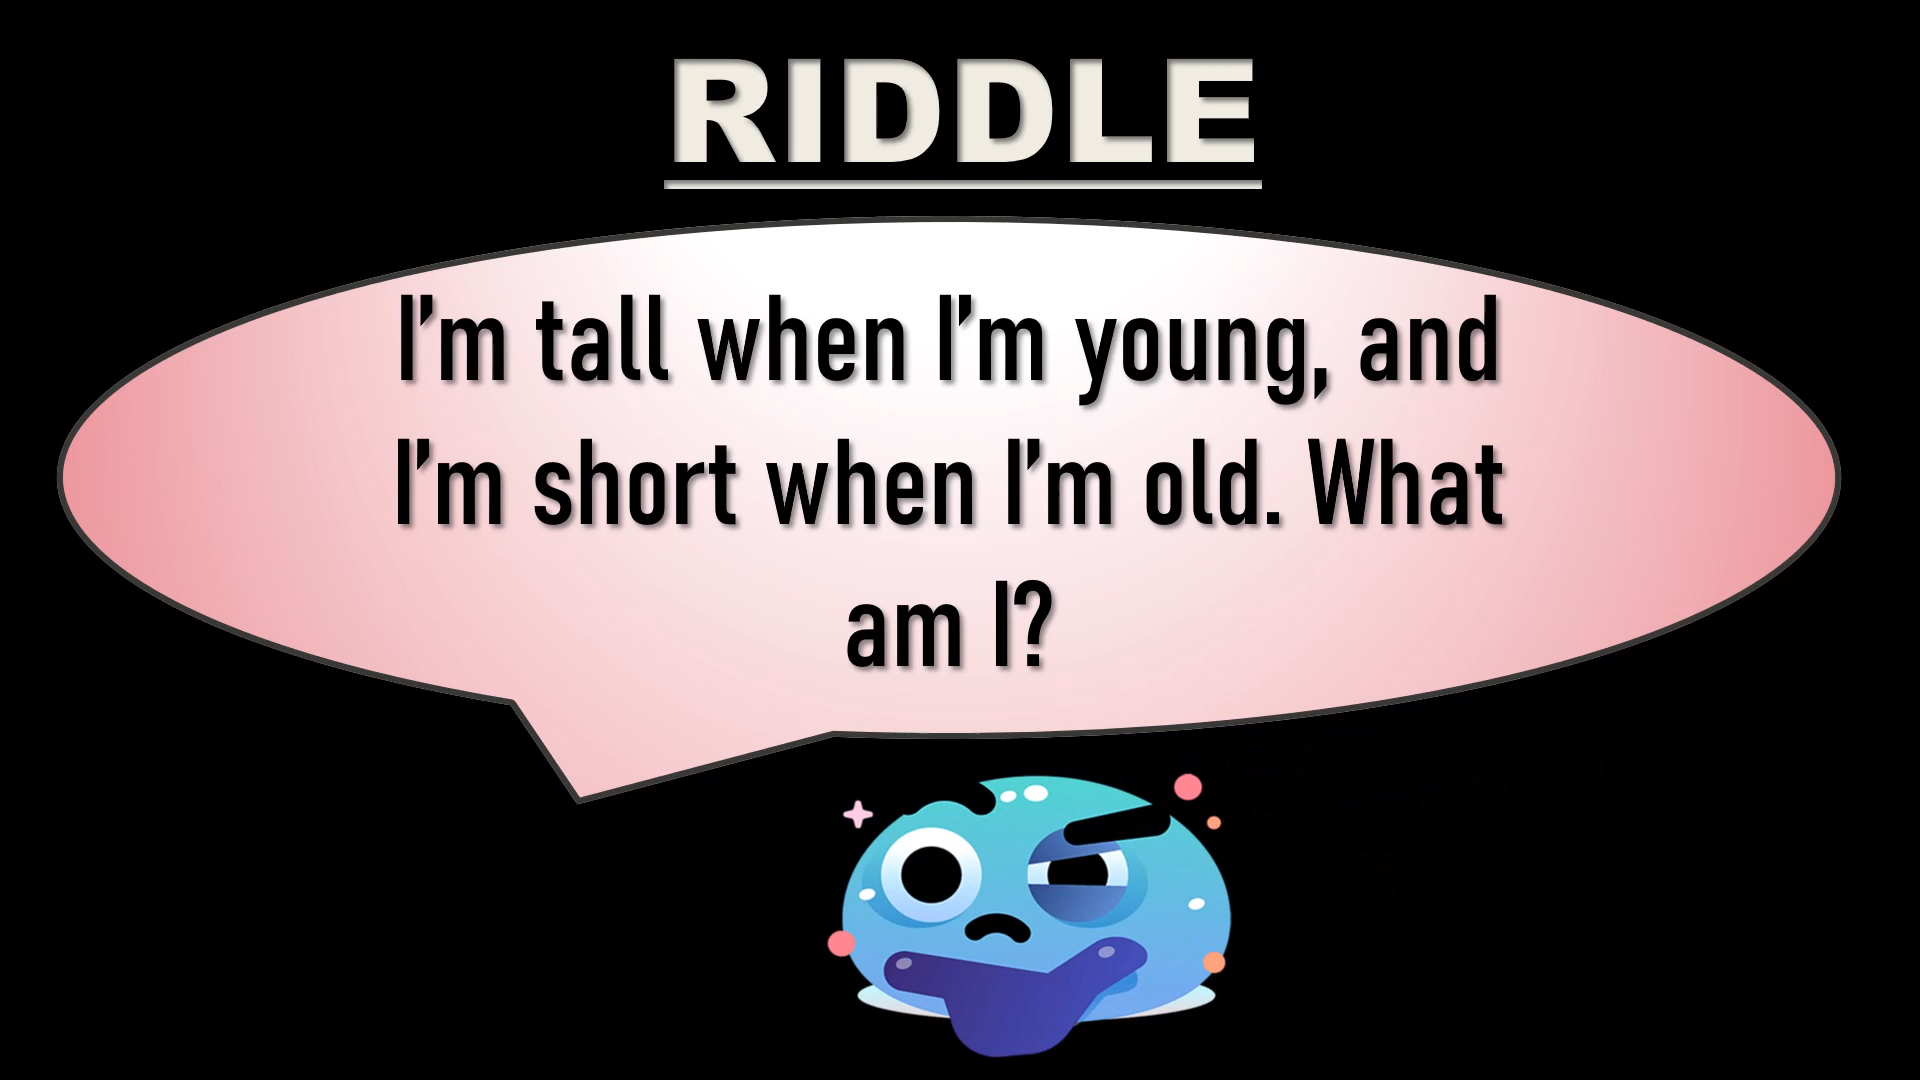 RIDDLE
I’m tall when I’m young, and
I’m short when I’m old. What
am I?